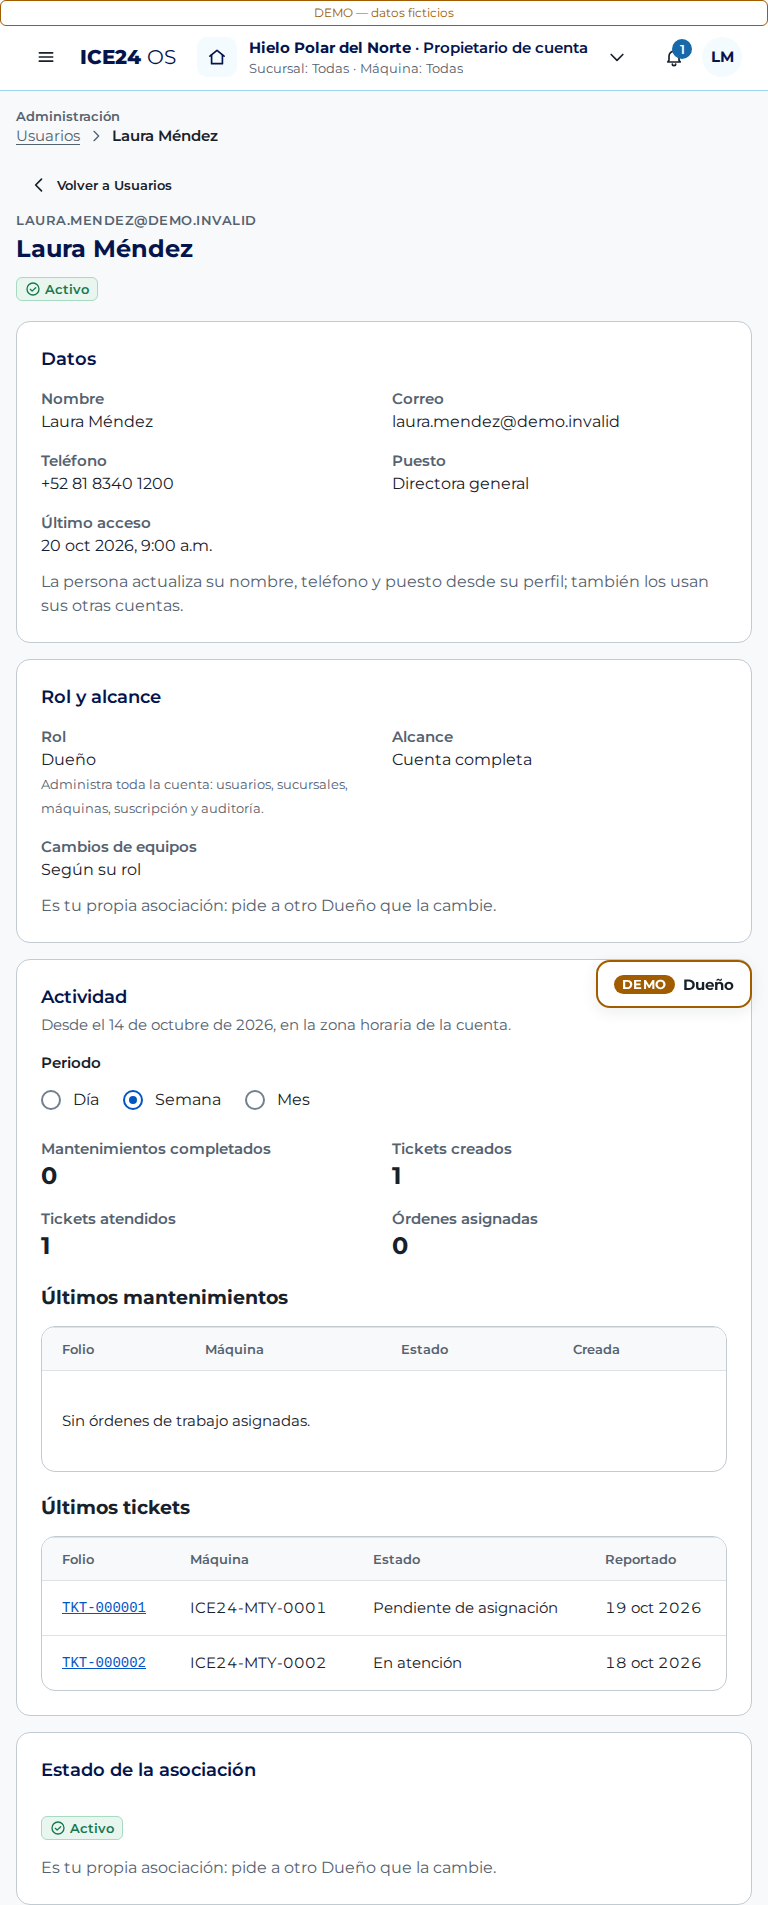 DEMO — datos ficticios
ICE24 OS
Hielo Polar del Norte · Propietario de cuenta
Sucursal: Todas · Máquina: Todas
1
LM
Administración
Usuarios > Laura Méndez
Volver a Usuarios
LAURA.MENDEZ@DEMO.INVALID
Laura Méndez
Activo
Datos
Nombre
Laura Méndez
Correo
laura.mendez@demo.invalid
Teléfono
+52 81 8340 1200
Puesto
Directora general
Último acceso
20 oct 2026, 9:00 a.m.
La persona actualiza su nombre, teléfono y puesto desde su perfil; también los usan
sus otras cuentas.
Rol y alcance
Rol
Dueño
Administra toda la cuenta: usuarios, sucursales,
máquinas, suscripción y auditoría.
Alcance
Cuenta completa
Cambios de equipos
Según su rol
Es tu propia asociación: pide a otro Dueño que la cambie.
DEMO Dueño
Actividad
Desde el 14 de octubre de 2026, en la zona horaria de la cuenta.
Periodo
Día Semana Mes
Mantenimientos completados
0
Tickets creados
1
Tickets atendidos
1
Órdenes asignadas
0
Últimos mantenimientos
Folio Máquina Estado Creada
Sin órdenes de trabajo asignadas.
Últimos tickets
Folio Máquina Estado Reportado
TKT-000001 ICE24-MTY-0001 Pendiente de asignación 19 oct 2026
TKT-000002 ICE24-MTY-0002 En atención 18 oct 2026
Estado de la asociación
Activo
Es tu propia asociación: pide a otro Dueño que la cambie.